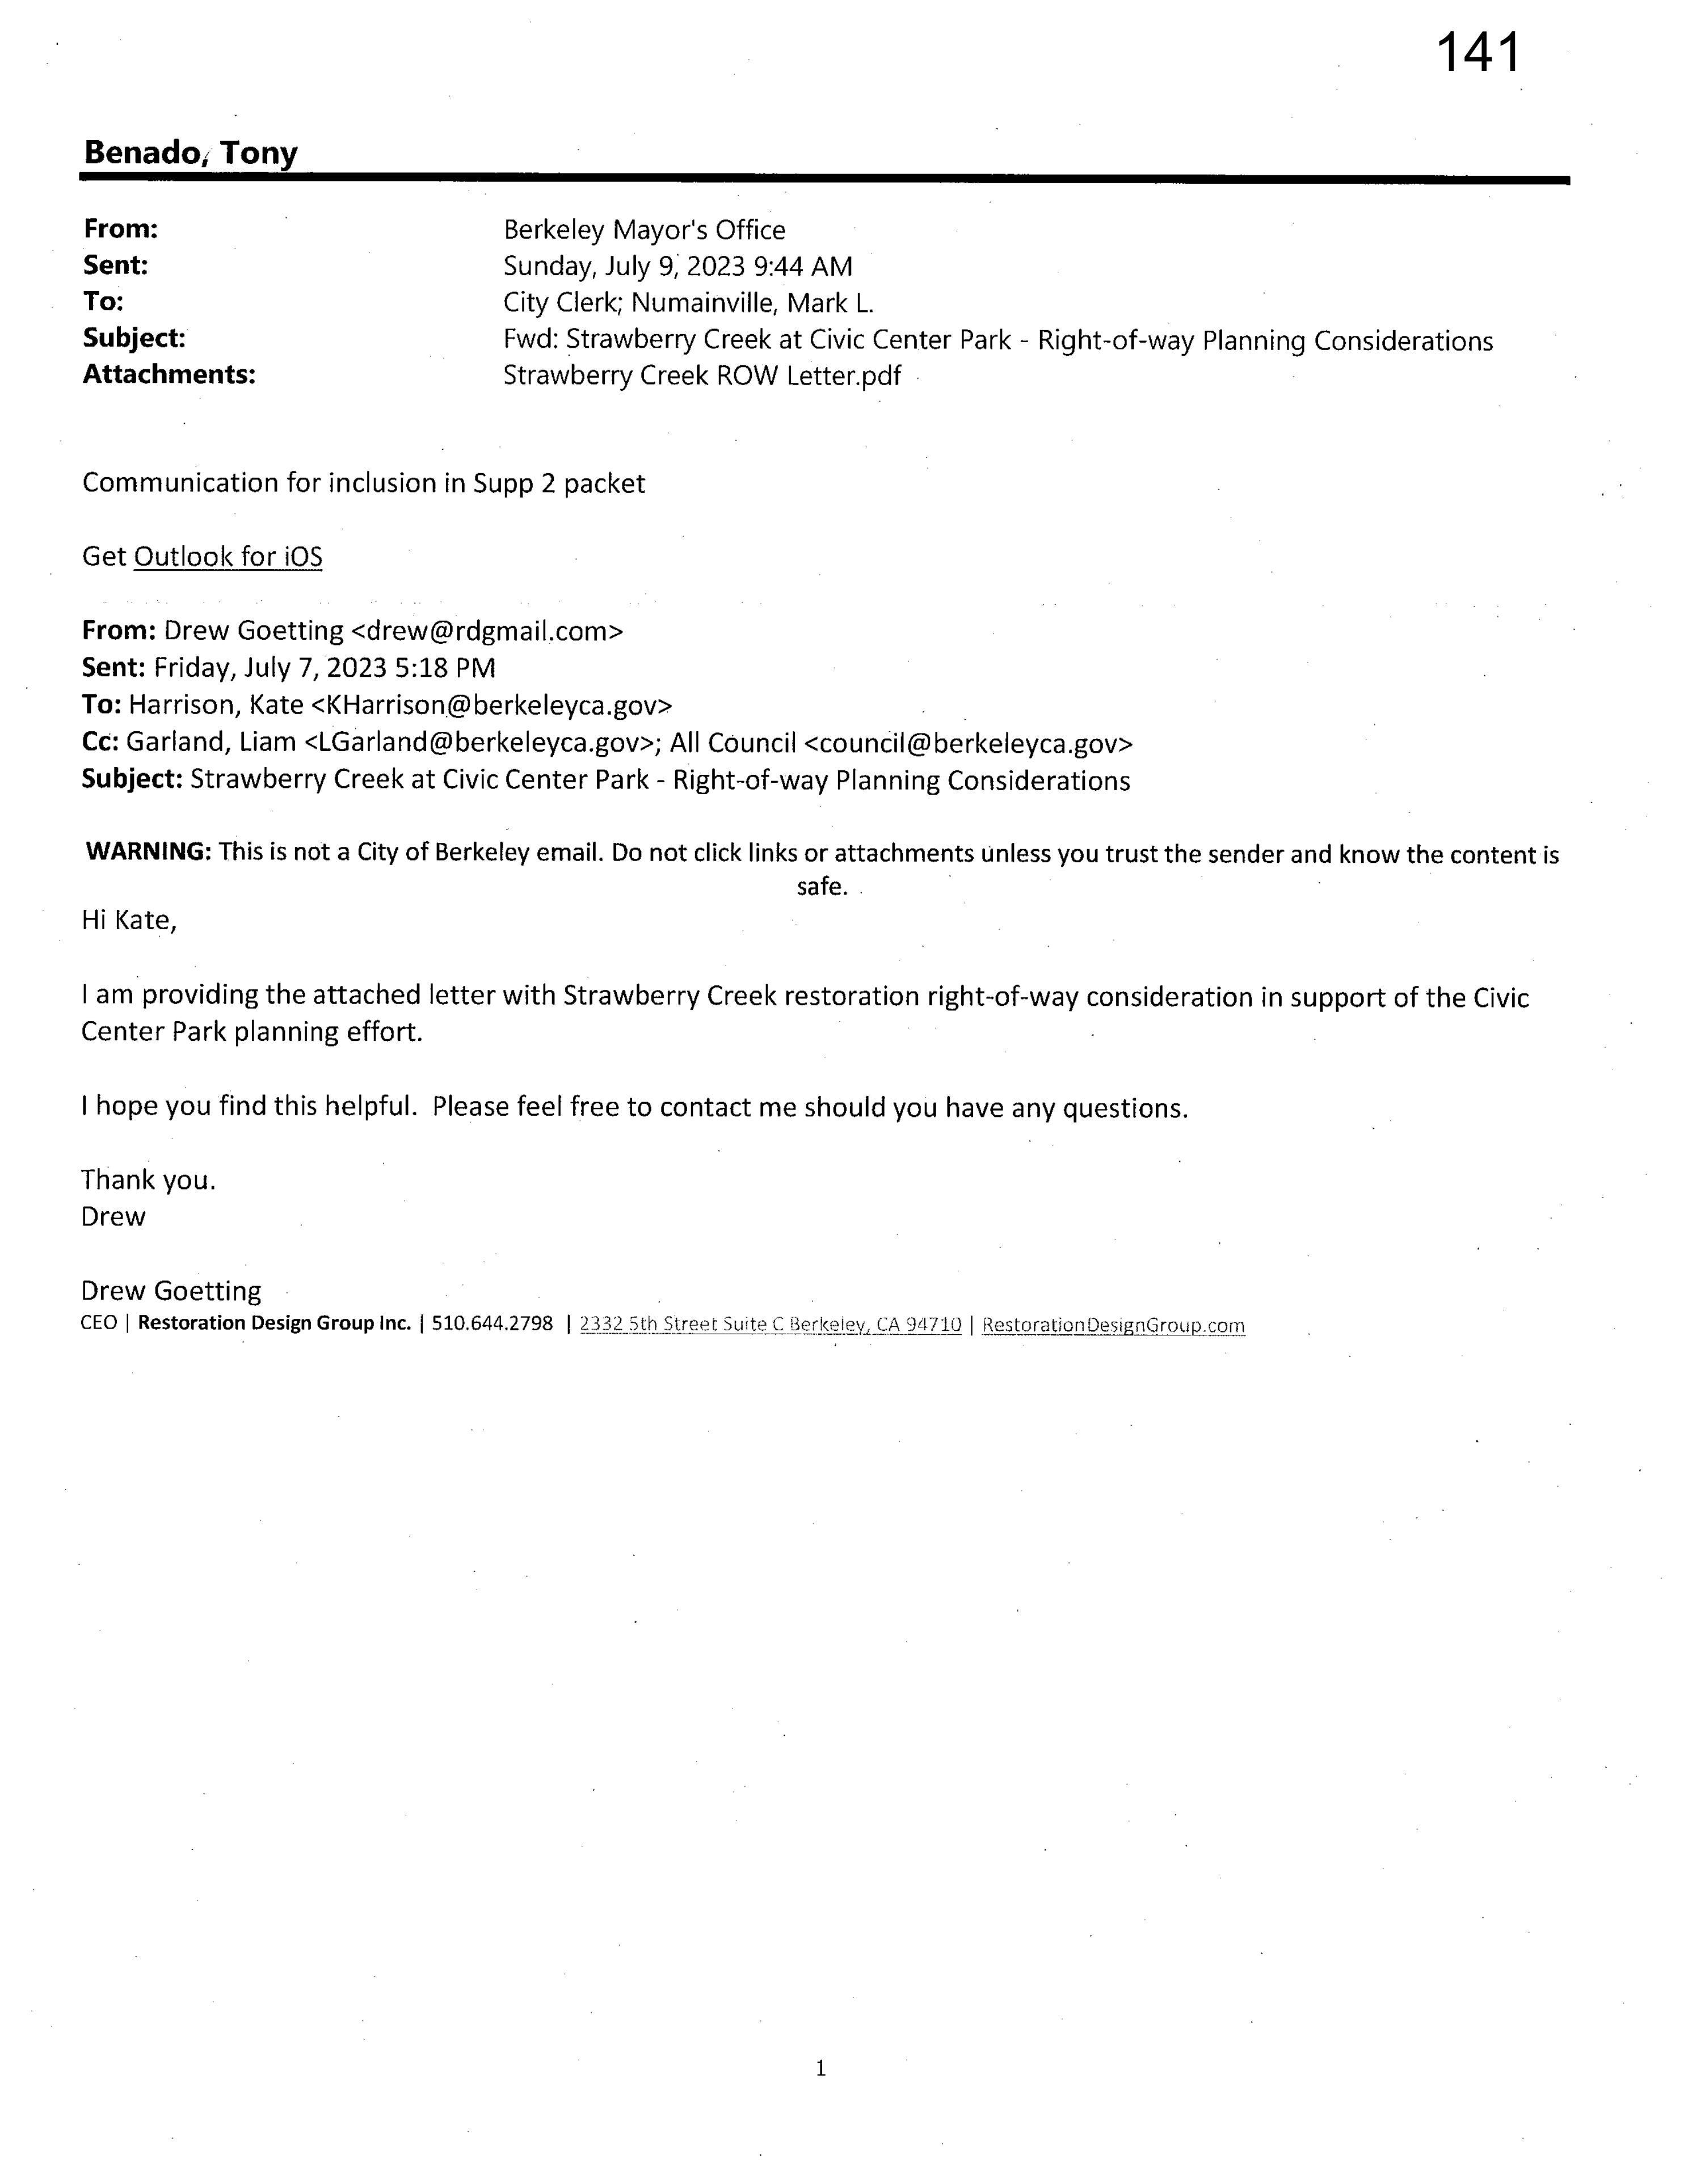 141
Benado, Tony
From: Berkeley Mayor's Office
Sent: Sunday, July 9, 2023 9:44 AM
To: City Clerk; Numainville, Mark L.
Subject: Fwd: Strawberry Creek at Civic Center Park - Right-of-way Planning Considerations
Attachments: Strawberry Creek ROW Letter.pdf
Communication for inclusion in Supp 2 packet
Get Outlook for iOS
From: Drew Goetting <drew@rdgmail.com>
Sent: Friday, July 7, 2023 5:18 PM
To: Harrison, Kate <KHarrison@berkeleyca.gov>
Cc: Garland, Liam <LGarland@berkeleyca.gov>; All Council <council@berkeleyca.gov>
Subject: Strawberry Creek at Civic Center Park - Right-of-way Planning Considerations
WARNING: This is not a City of Berkeley email. Do not click links or attachments unless you trust the sender and know the content is
safe.
Hi Kate,
I am providing the attached letter with Strawberry Creek restoration right-of-way consideration in support of the Civic
Center Park planning effort.
I hope you find this helpful.  Please feel free to contact me should you have any questions.
Thank you.
Drew
Drew Goetting
CEO | Restoration Design Group Inc. | 510.644.2798 | 2332 5th Street Suite C Berkeley, CA 94710 | RestorationDesignGroup.com
1